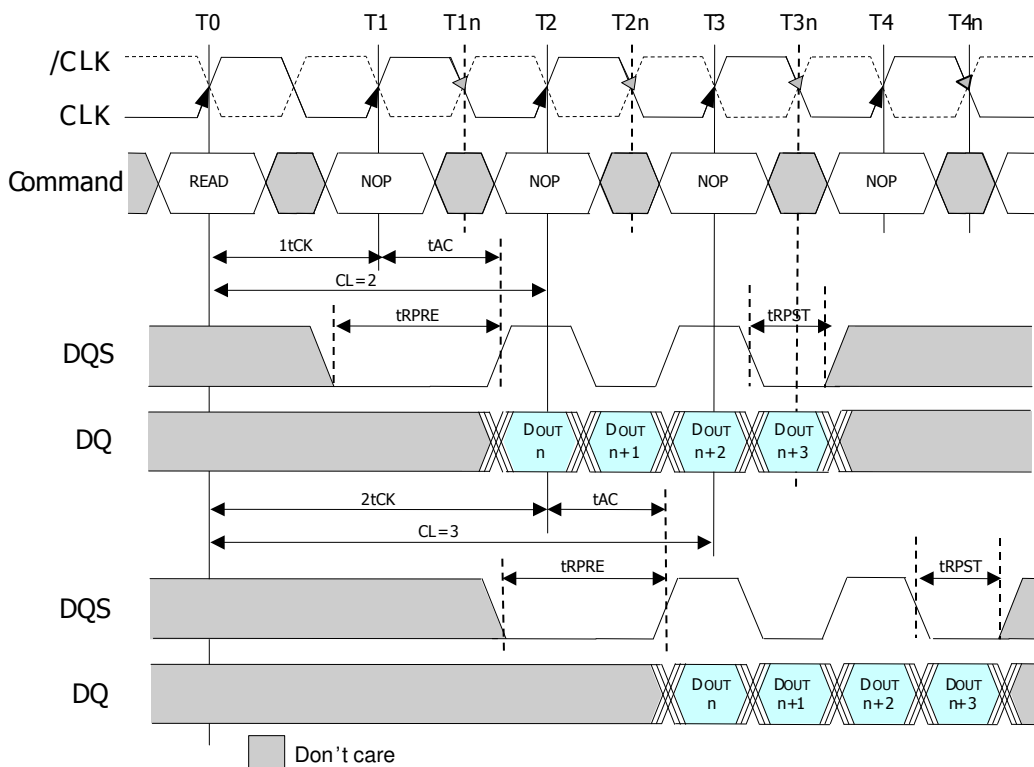 T0 T1 T1n T2 T2n T3 T3n T4 T4n
/CLK
CLK
Command READ NOP NOP NOP NOP
1tCK tAC
CL=2
tRPRE tRPST
DQS
DQ DOUT n DOUT n+1 DOUT n+2 DOUT n+3
2tCK tAC
CL=3
tRPRE tRPST
DQS
DQ DOUT n DOUT n+1 DOUT n+2 DOUT n+3
Don't care